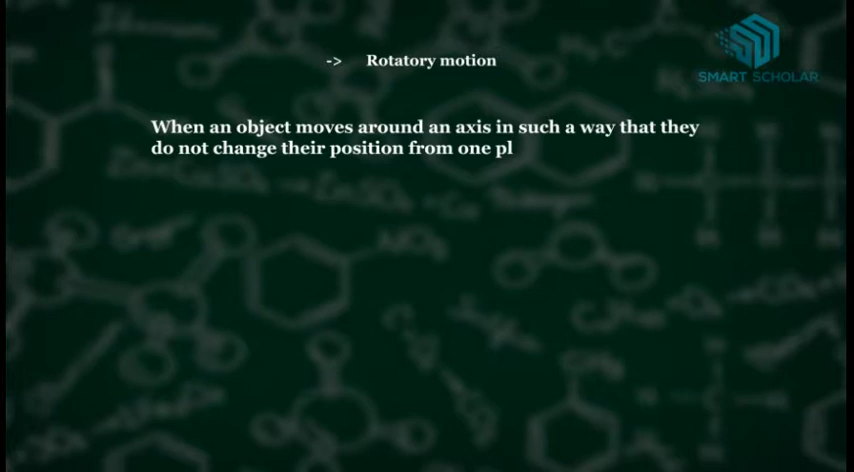 -> Rotatory motion
SMART SCHOLAR
When an object moves around an axis in such a way that they
do not change their position from one pl